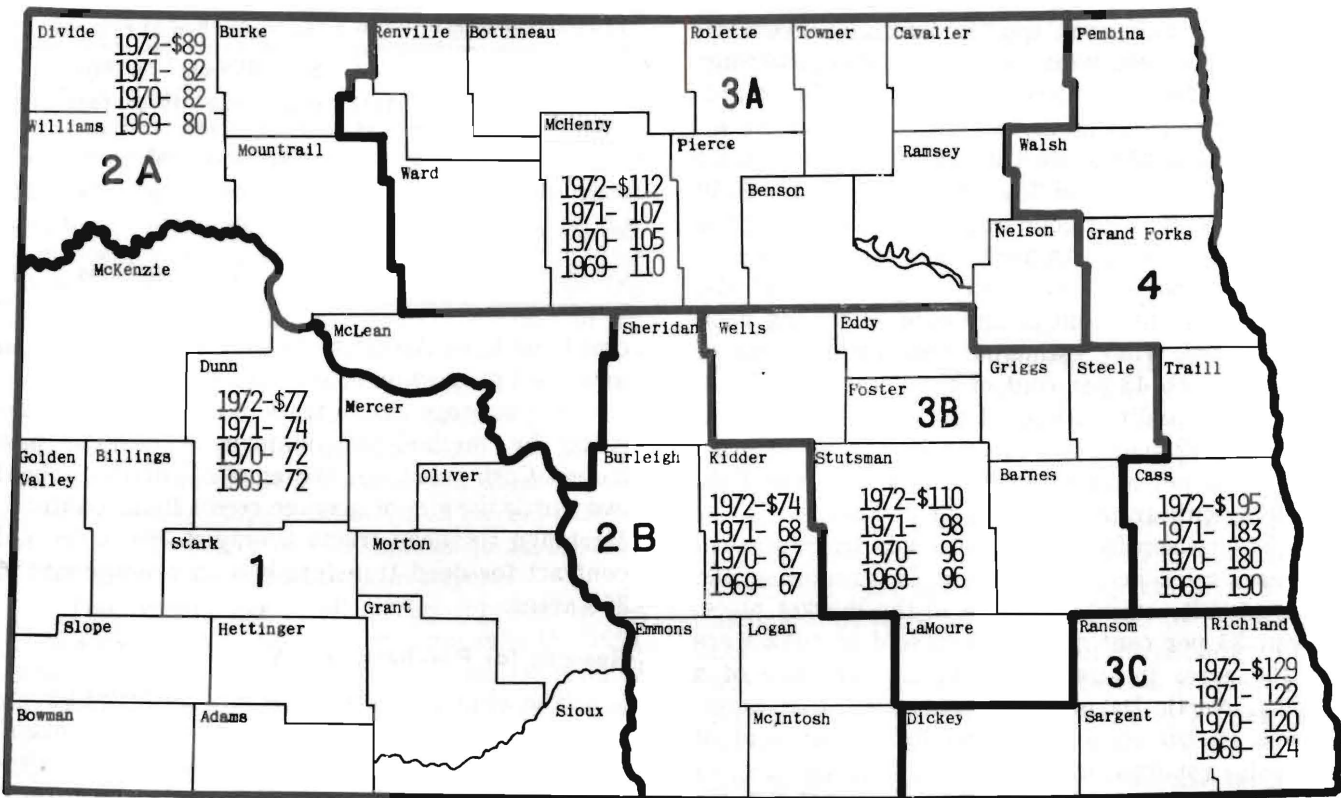 Divide
Burke
Renville
Bottineau
Rolette
Towner
Cavalier
Pembina
1972-$89
1971- 82
1970- 82
1969- 80
Williams
2A
Mountrail
Ward
McHenry
3A
Pierce
Ramsey
Walsh
1972-$112
1971- 107
1970- 105
1969- 110
Benson
Nelson
Grand Forks
4
McKenzie
McLean
Sheridan
Wells
Eddy
Griggs
Steele
Traill
Dunn
1972-$77
1971- 74
1970- 72
1969- 72
Mercer
Foster
3B
Golden
Valley
Billings
Oliver
Burleigh
Kidder
Stutsman
Barnes
Cass
2B
1972-$74
1971- 68
1970- 67
1969- 67
1972-$110
1971- 98
1970- 96
1969- 96
1972-$195
1971- 183
1970- 180
1969- 190
Stark
1
Morton
Grant
Slope
Hettinger
Emmons
Logan
LaMoure
Ransom
Richland
3C
1972-$129
1971- 122
1970- 120
1969- 124
Bowman
Adams
Sioux
McIntosh
Dickey
Sargent